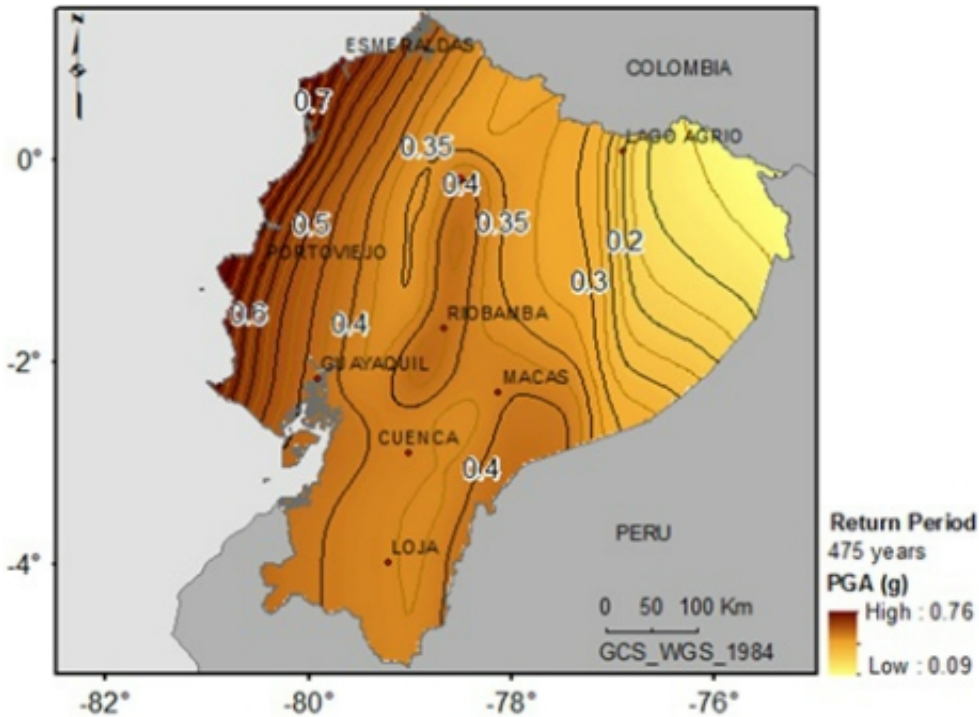 N
ESMERALDAS
COLOMBIA
0.7
LAGO AGRIO
0°
0.35
0.4
0.5
0.35
0.2
PORTOVIEJO
0.3
0.6
0.4
RIOBAMBA
-2°
GUAYAQUIL
MACAS
CUENCA
0.4
PERU
Return Period
475 years
-4°
LOJA
PGA (g)
0 50 100 Km
High : 0.76
GCS_WGS_1984
Low : 0.09
-82° -80° -78° -76°